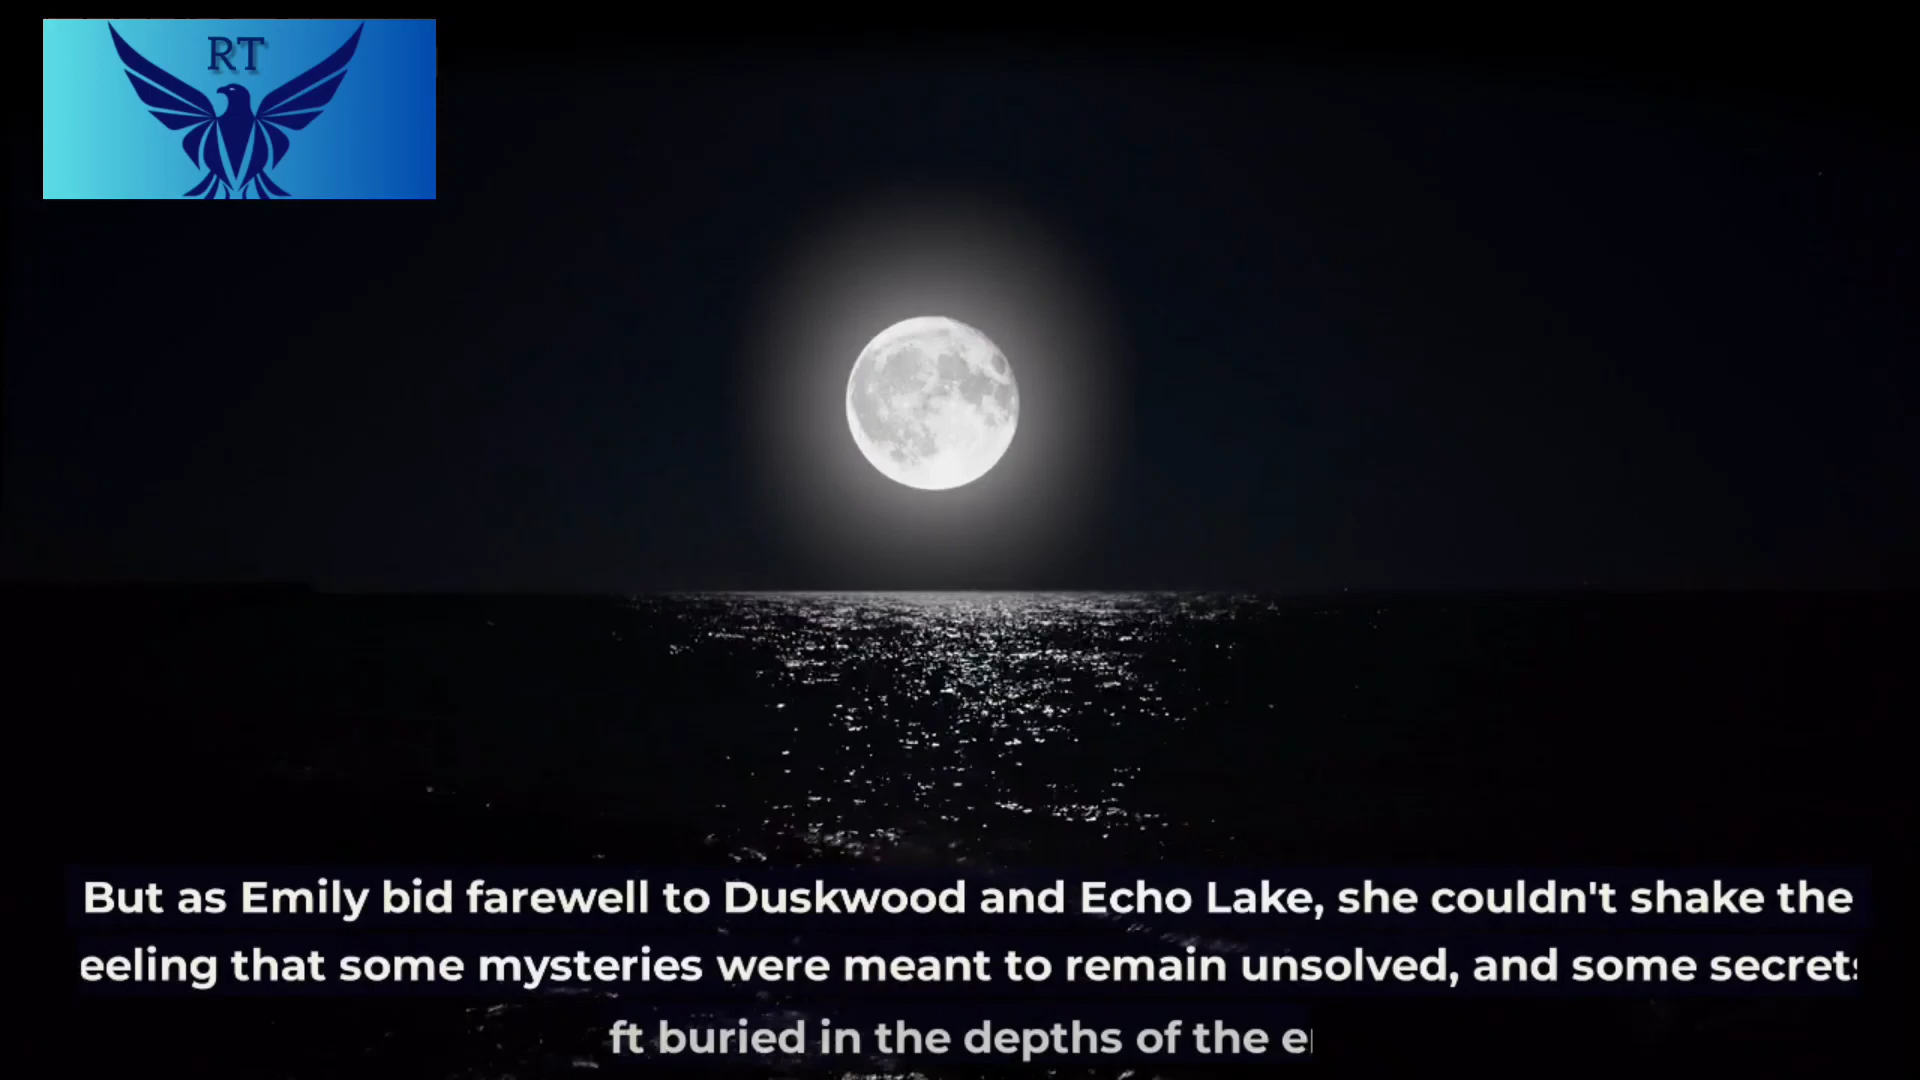 RT
But as Emily bid farewell to Duskwood and Echo Lake, she couldn't shake the
eeling that some mysteries were meant to remain unsolved, and some secrets
ft buried in the depths of the e